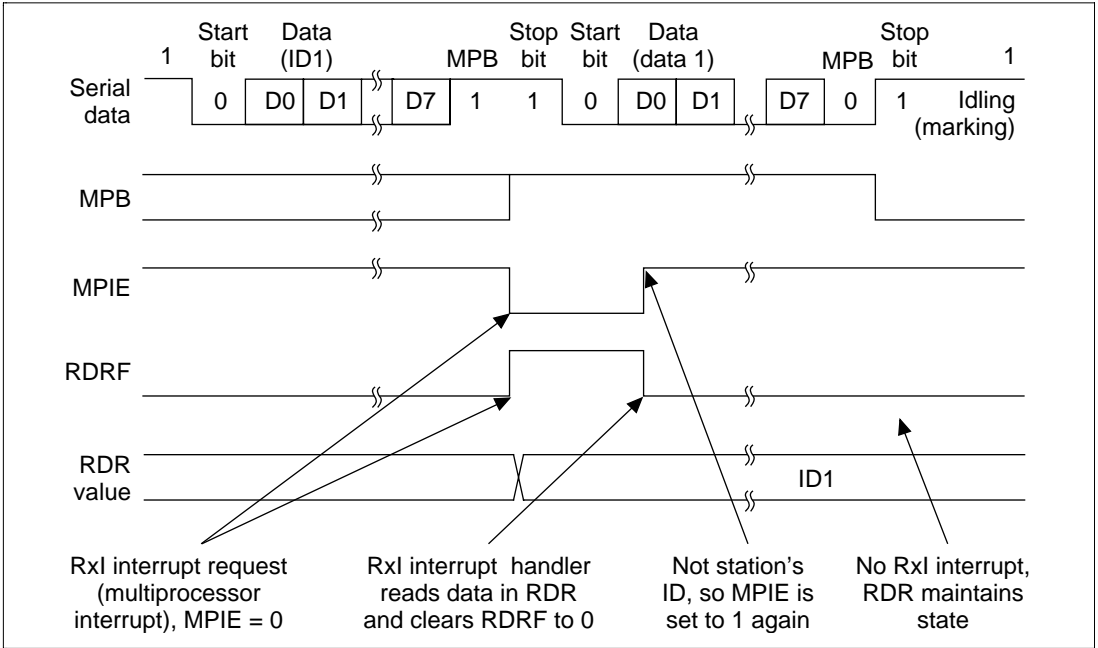 Start Data Stop Start Data Stop
1 bit (ID1) MPB bit bit (data 1) MPB bit 1
Serial data
0 D0 D1 D7 1 1 0 D0 D1 D7 0 1 Idling (marking)
MPB
MPIE
RDRF
RDR value
ID1
RxI interrupt request
(multiprocessor
interrupt), MPIE = 0
RxI interrupt handler
reads data in RDR
and clears RDRF to 0
Not station's
ID, so MPIE is
set to 1 again
No RxI interrupt,
RDR maintains
state